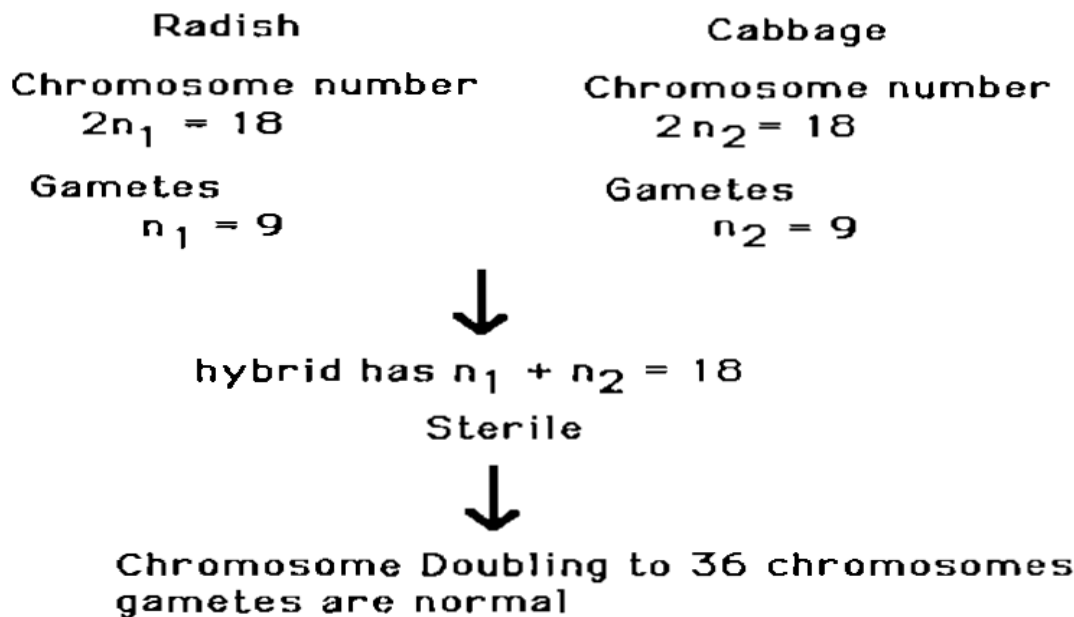 Radish
Chromosome number
2n₁ = 18
Gametes
n₁ = 9
Cabbage
Chromosome number
2n₂ = 18
Gametes
n₂ = 9
hybrid has n₁ + n₂ = 18
Sterile
Chromosome Doubling to 36 chromosomes
gametes are normal